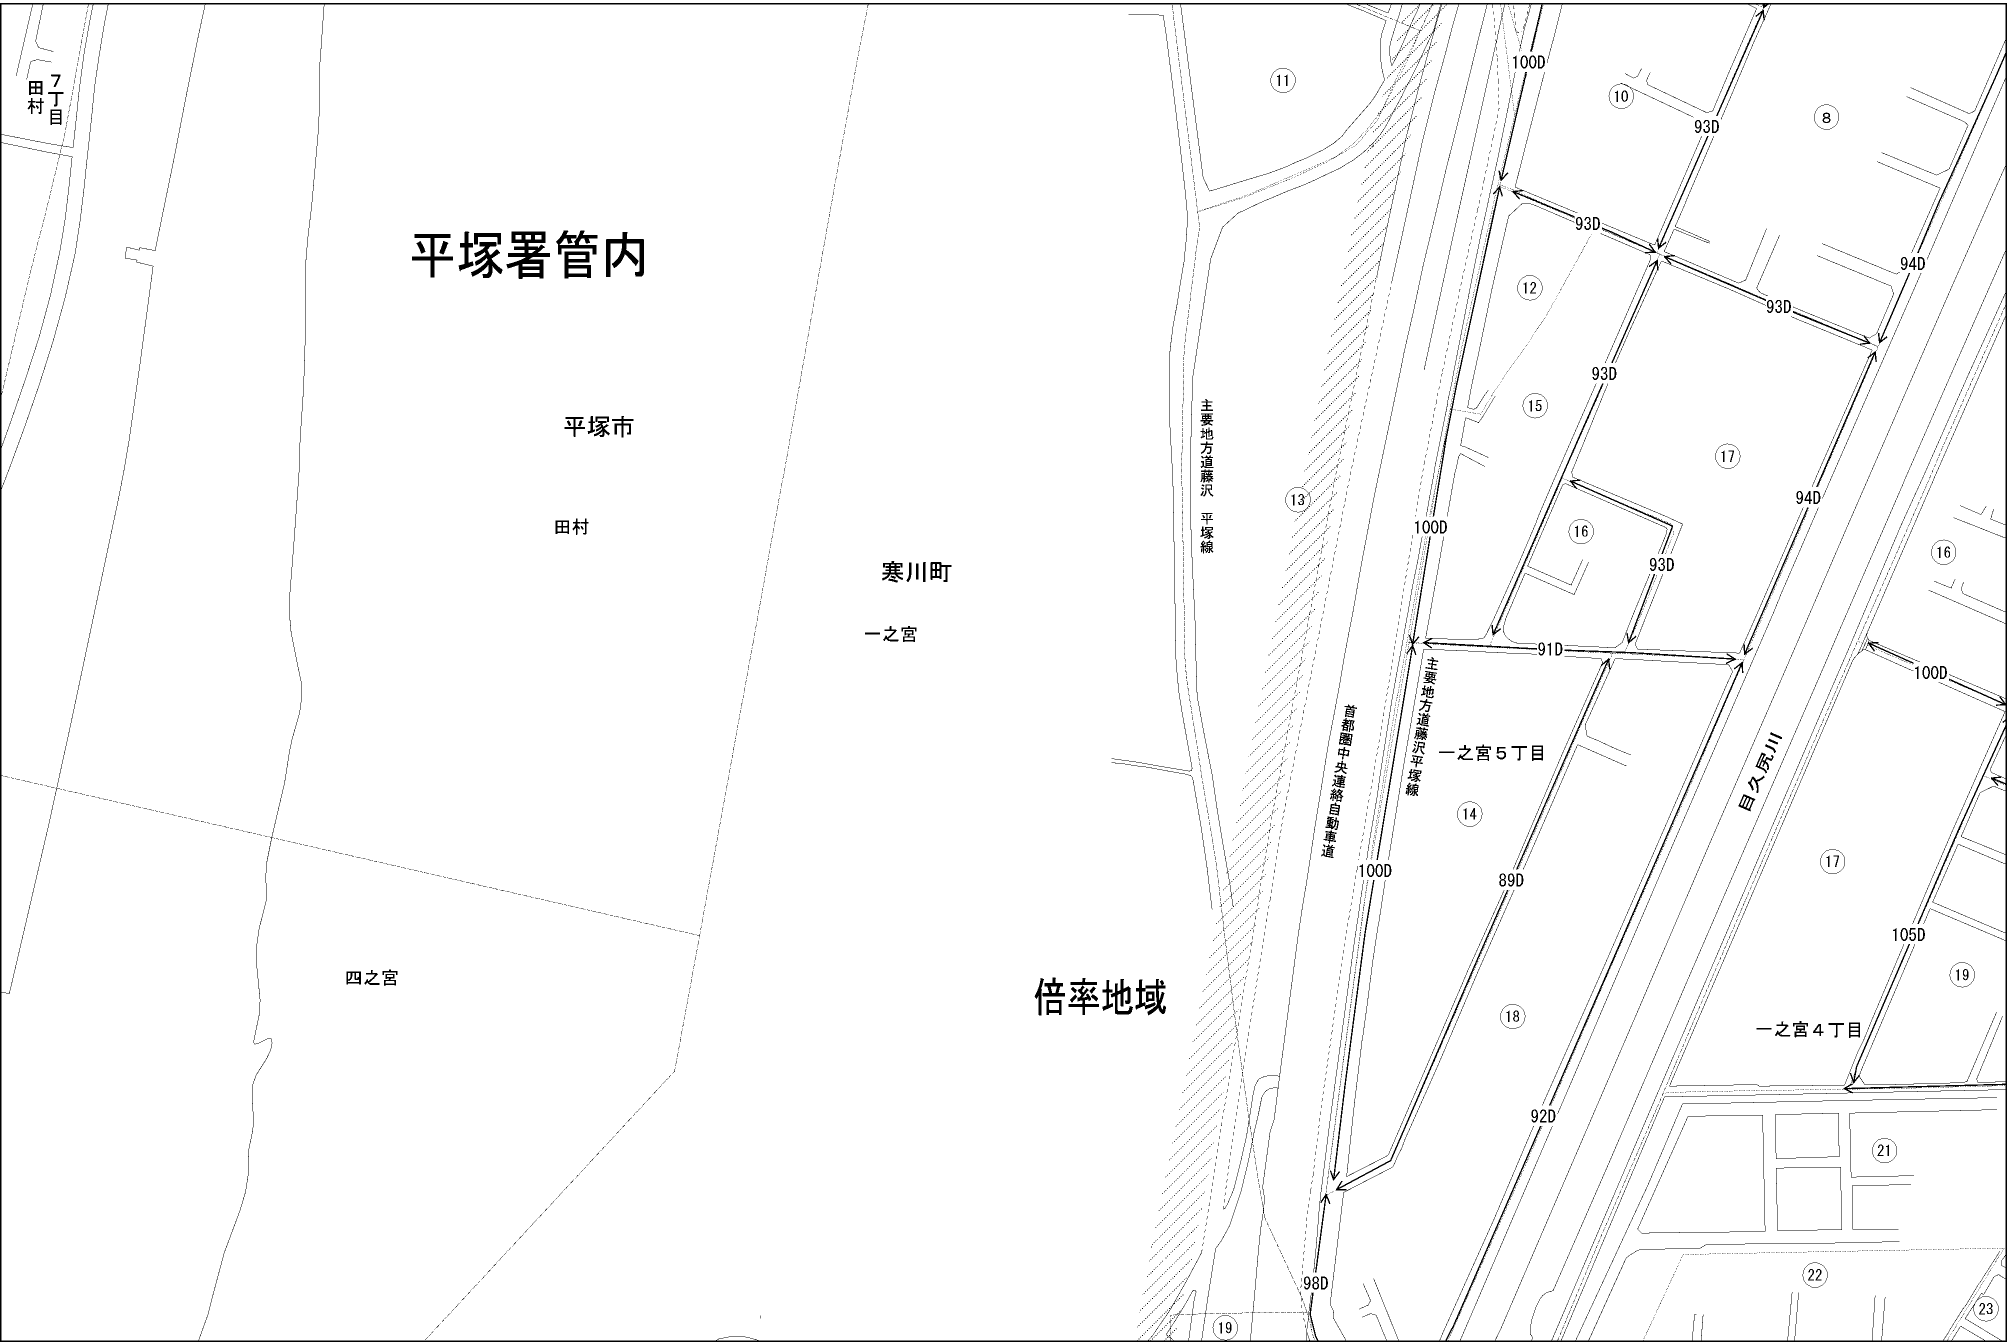 ７丁目
田村
平塚署管内
平塚市
田村
寒川町
一之宮
四之宮
倍率地域
主要地方道藤沢　平塚線
首都圏中央連絡自動車道
主要地方道藤沢平塚線
一之宮５丁目
目久尻川
一之宮４丁目
11
10
8
100D
93D
93D
12
94D
93D
93D
15
17
13
94D
100D
16
93D
16
91D
100D
14
17
100D
89D
105D
19
18
92D
21
98D
22
19
23